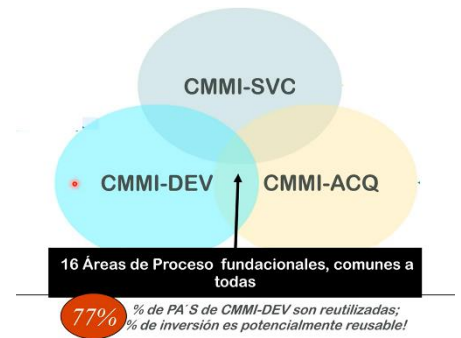 CMMI-SVC
CMMI-DEV
CMMI-ACQ
16 Áreas de Proceso fundacionales, comunes a
todas
77%
% de PA´S de CMMI-DEV son reutilizadas;
% de inversión es potencialmente reusable!